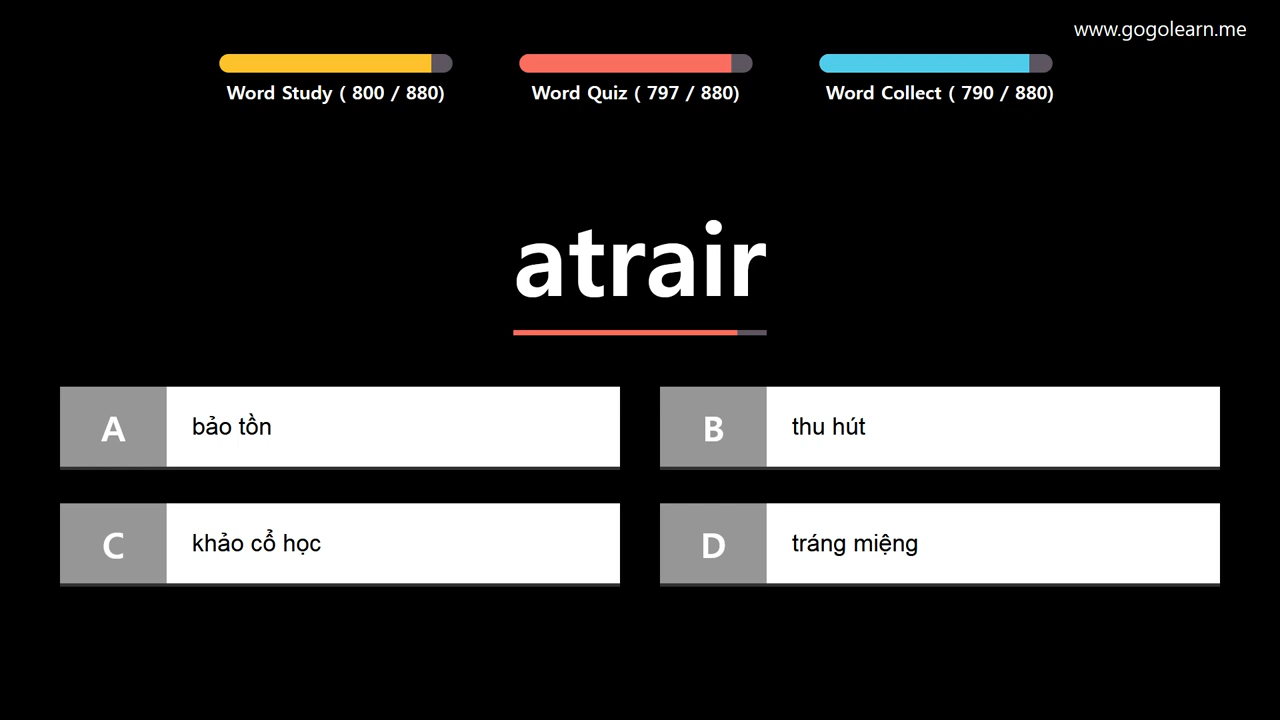 www.gogolearn.me
Word Study ( 800 / 880)
Word Quiz ( 797 / 880)
Word Collect ( 790 / 880)
atrair
A bảo tồn
B thu hút
C khảo cổ học
D tráng miệng